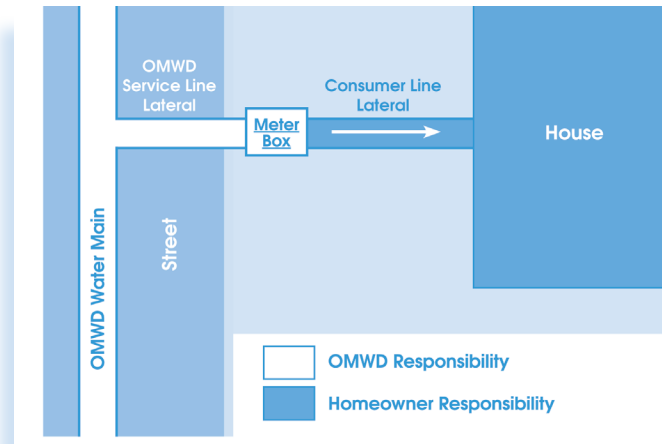 OMWD
Service Line
Lateral
Consumer Line
Lateral
Meter
Box
House
Street
OMWD Water Main
OMWD Responsibility
Homeowner Responsibility